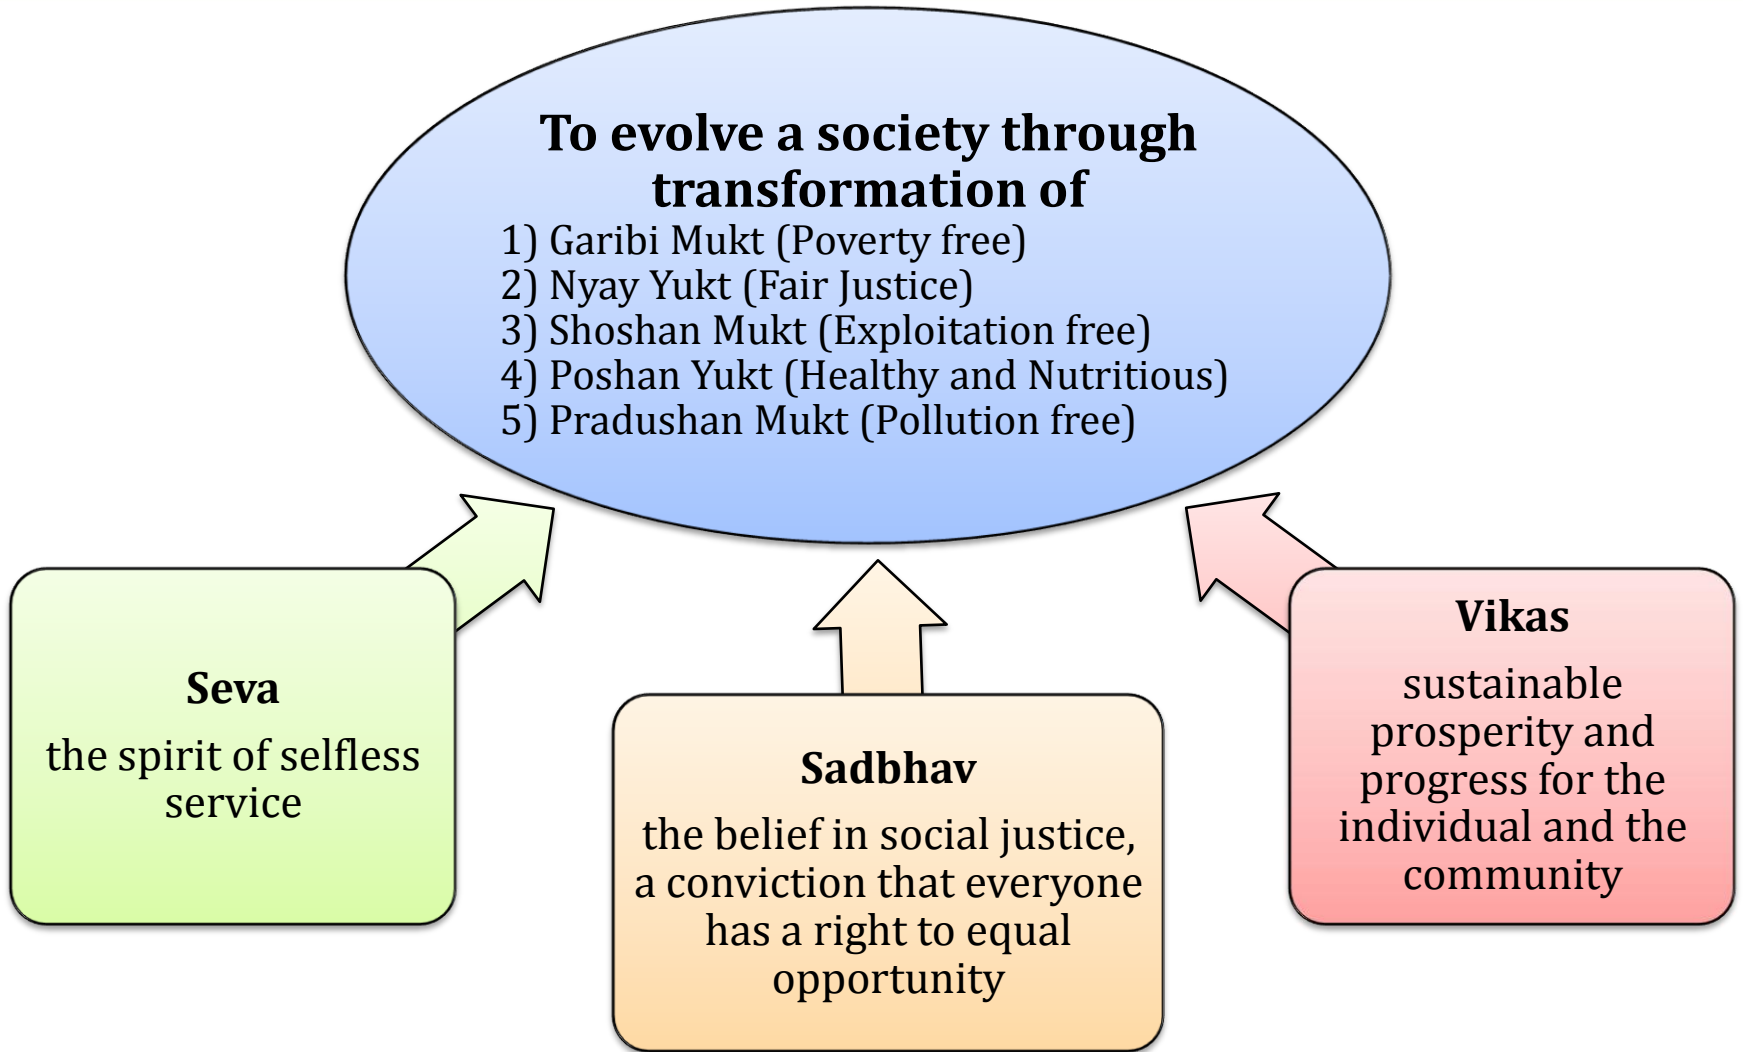 To evolve a society through
transformation of
1) Garibi Mukt (Poverty free)
2) Nyay Yukt (Fair Justice)
3) Shoshan Mukt (Exploitation free)
4) Poshan Yukt (Healthy and Nutritious)
5) Pradushan Mukt (Pollution free)
Seva
the spirit of selfless
service
Sadbhav
the belief in social justice,
a conviction that everyone
has a right to equal
opportunity
Vikas
sustainable
prosperity and
progress for the
individual and the
community